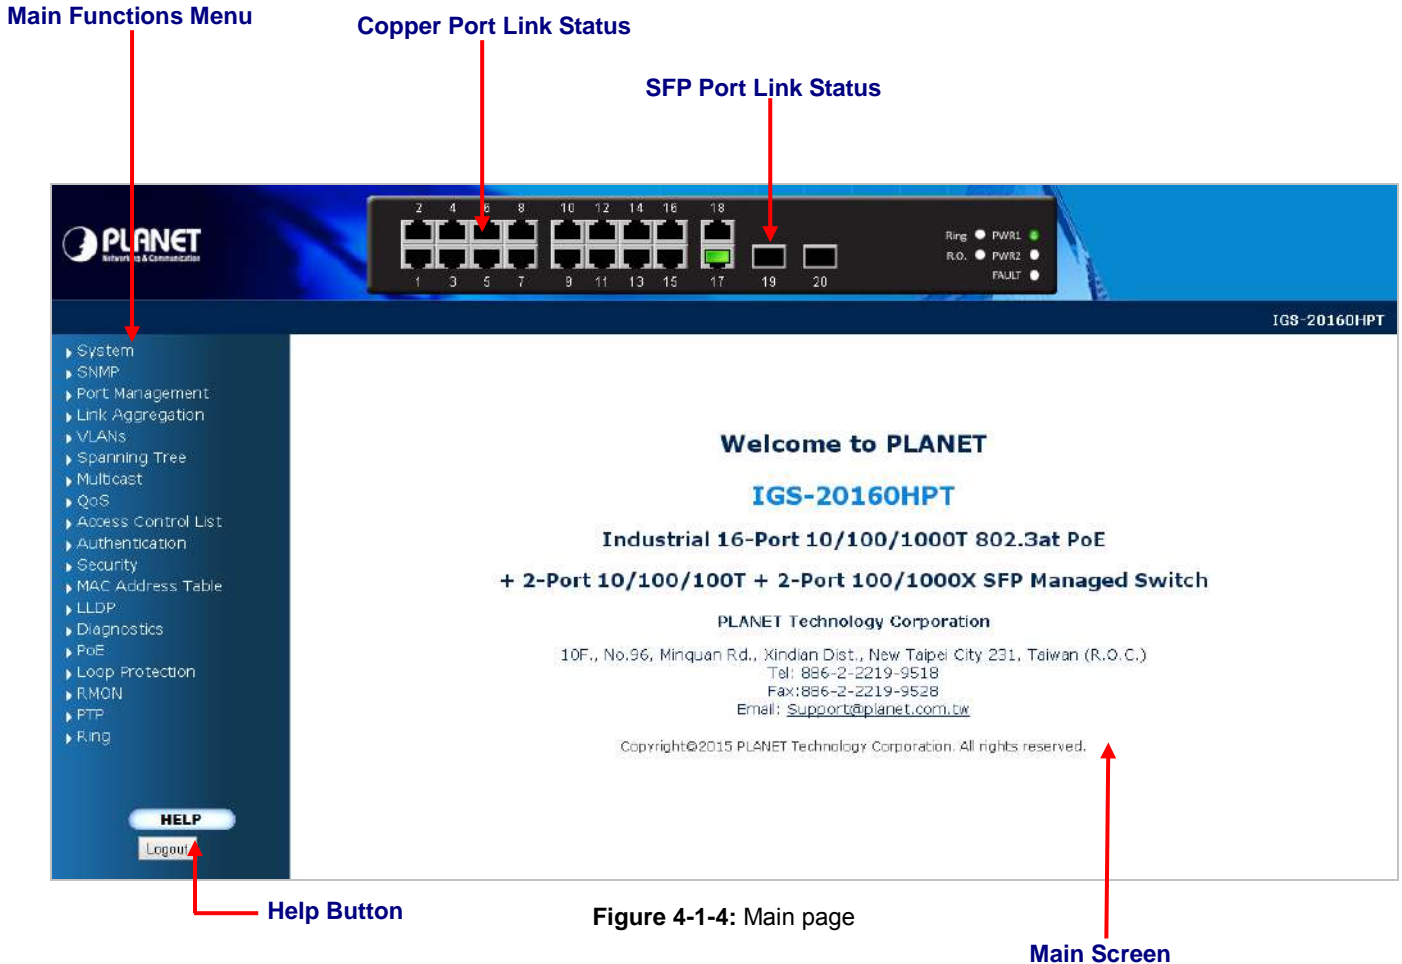 Main Functions Menu
Copper Port Link Status
SFP Port Link Status
PLANET
Networking & Communication
2 4 6 8 10 12 14 16 18
1 3 5 7 9 11 13 15 17 19 20
Ring PWR1
R.O. PWR2
FAULT
IGS-20160HPT
System
SNMP
Port Management
Link Aggregation
VLANs
Spanning Tree
Multicast
QoS
Access Control List
Authentication
Security
MAC Address Table
LLDP
Diagnostics
PoE
Loop Protection
RMON
PTP
Ring
HELP
Logout
Welcome to PLANET
IGS-20160HPT
Industrial 16-Port 10/100/1000T 802.3at PoE
+ 2-Port 10/100/100T + 2-Port 100/1000X SFP Managed Switch
PLANET Technology Corporation
10F., No.96, Minquan Rd., Xindian Dist., New Taipei City 231, Taiwan (R.O.C.)
Tel: 886-2-2219-9518
Fax:886-2-2219-9528
Email: Support@planet.com.tw
Copyright©2015 PLANET Technology Corporation. All rights reserved.
Help Button
Figure 4-1-4: Main page
Main Screen